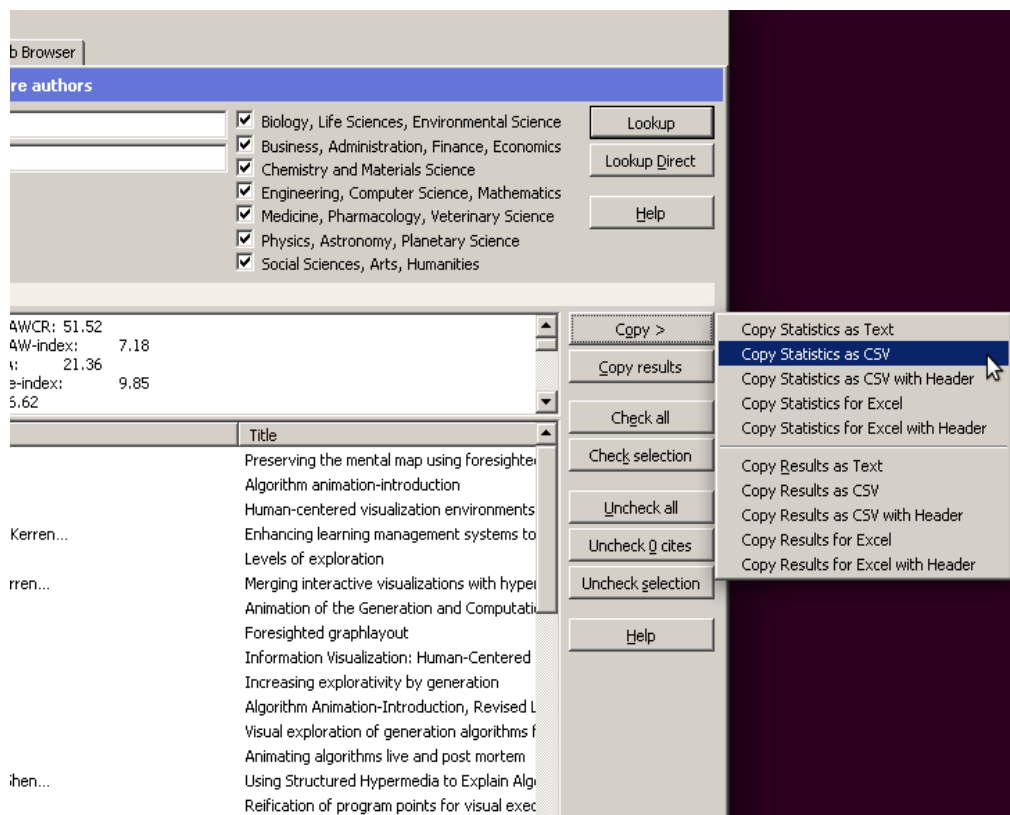 b Browser
re authors
Biology, Life Sciences, Environmental Science
Business, Administration, Finance, Economics
Chemistry and Materials Science
Engineering, Computer Science, Mathematics
Medicine, Pharmacology, Veterinary Science
Physics, Astronomy, Planetary Science
Social Sciences, Arts, Humanities
Lookup
Lookup Direct
Help
AWCR: 51.52
AW-index: 7.18
21.36
e-index: 9.85
6.62
Copy >
Copy results
Check all
Check selection
Uncheck all
Uncheck 0 cites
Uncheck selection
Help
Copy Statistics as Text
Copy Statistics as CSV
Copy Statistics as CSV with Header
Copy Statistics for Excel
Copy Statistics for Excel with Header
Copy Results as Text
Copy Results as CSV
Copy Results as CSV with Header
Copy Results for Excel
Copy Results for Excel with Header
Title
Preserving the mental map using foresighte
Algorithm animation-introduction
Human-centered visualization environments
Kerren... Enhancing learning management systems to
Levels of exploration
rren... Merging interactive visualizations with hyper
Animation of the Generation and Computati
Foresighted graphlayout
Information Visualization: Human-Centered
Increasing explorativity by generation
Algorithm Animation-Introduction, Revised L
Visual exploration of generation algorithms f
Animating algorithms live and post mortem
hen... Using Structured Hypermedia to Explain Alg
Reification of program points for visual exec